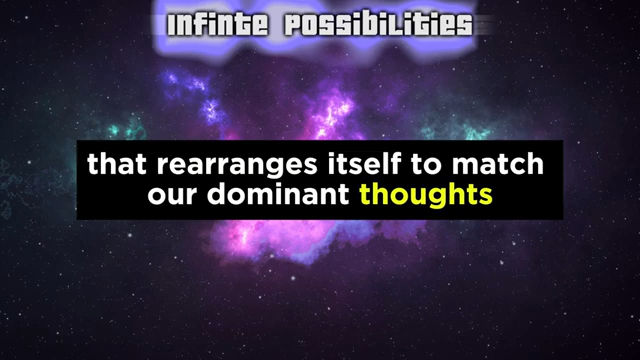 Infinte Possibilities
that rearranges itself to match
our dominant thoughts